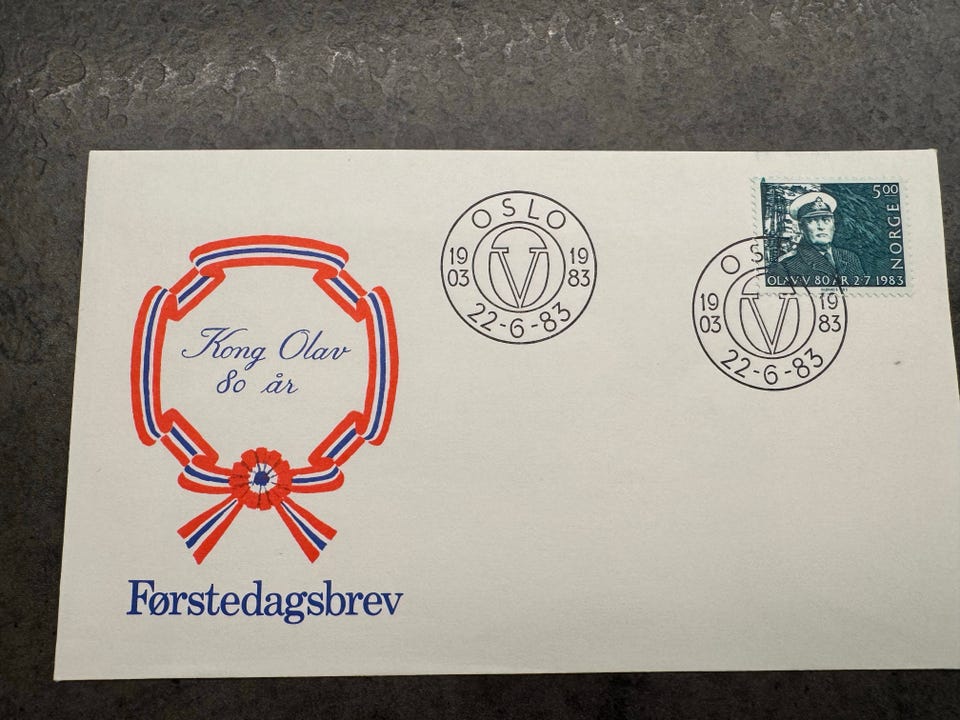 Kong Olav
80 år
Førstedagsbrev
OSLO
19 19
03 V 83
22-6-83
5.00
NORGE
OLAV V 80 ÅR 2·7 1983
OS
19 19
03 V 83
22-6-83